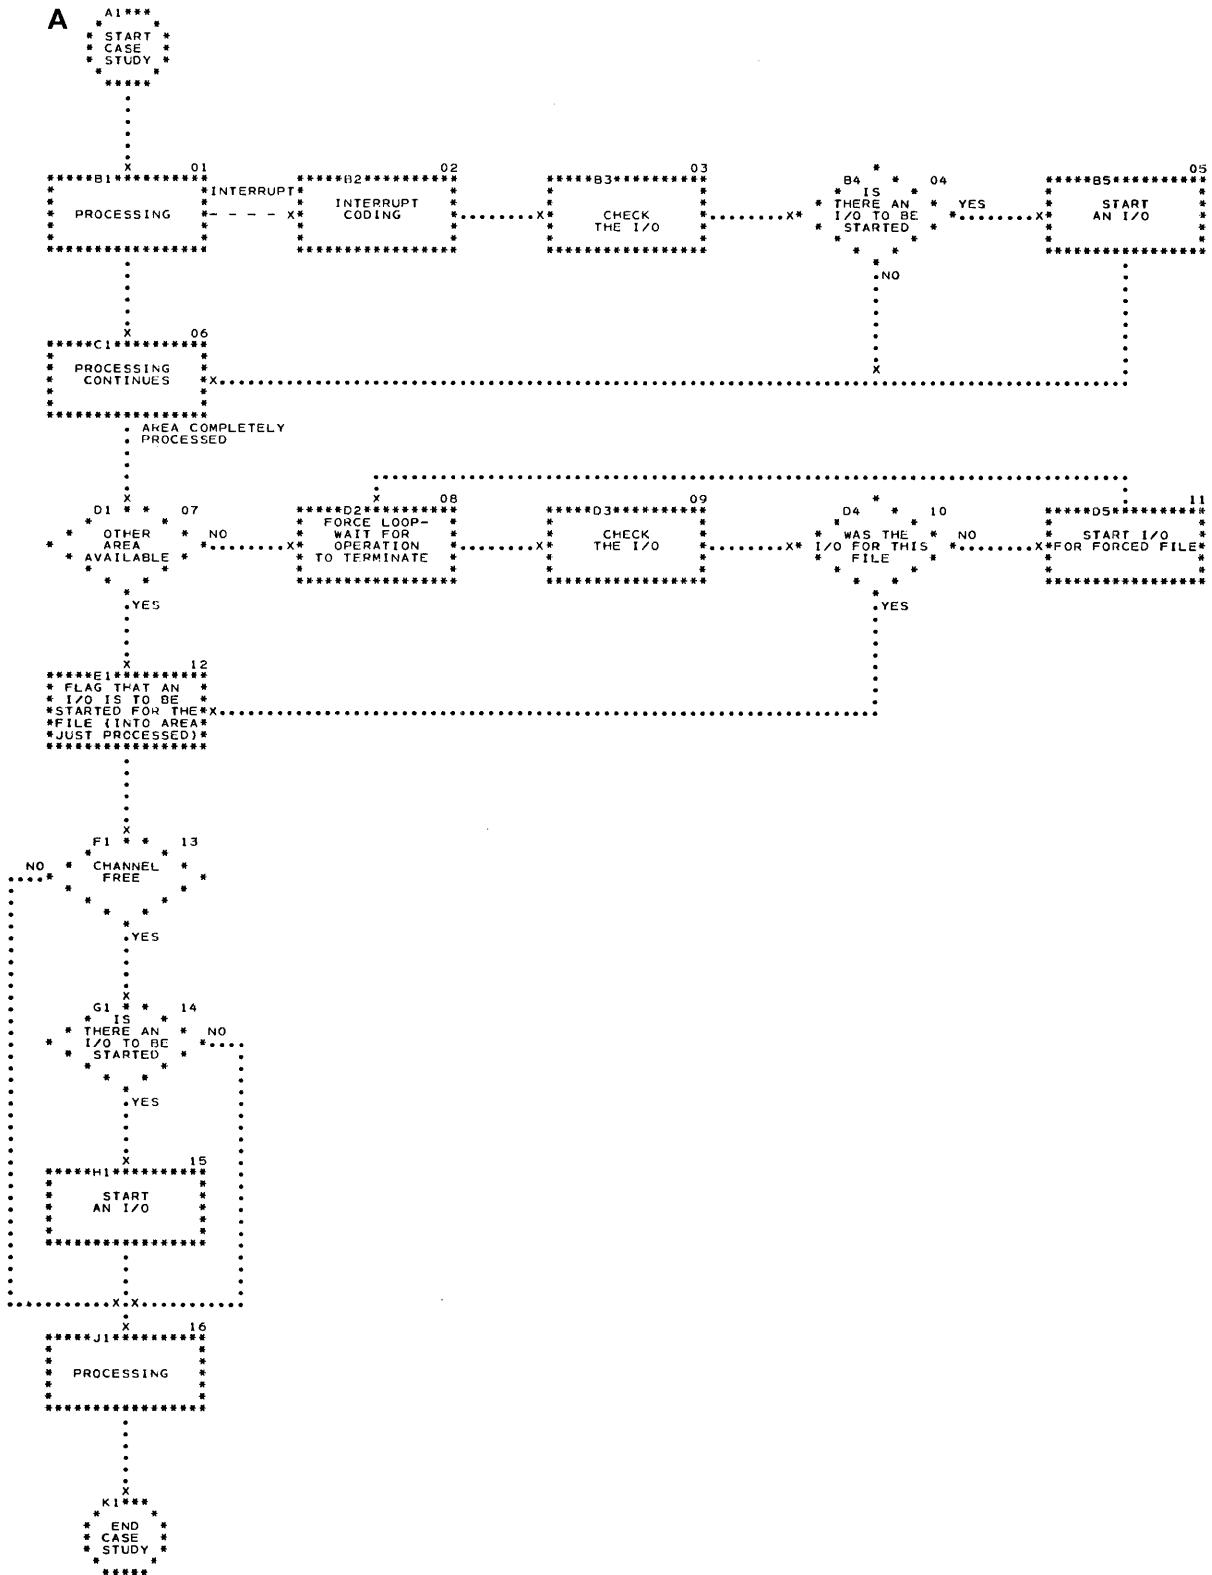 A
A1
START
CASE
STUDY
B1 01
PROCESSING
INTERRUPT
B2 02
INTERRUPT
CODING
B3 03
CHECK
THE I/O
B4 04
IS
THERE AN
I/O TO BE
STARTED
YES
NO
B5 05
START
AN I/O
C1 06
PROCESSING
CONTINUES
AREA COMPLETELY
PROCESSED
D1 07
OTHER
AREA
AVAILABLE
NO
YES
D2 08
FORCE LOOP-
WAIT FOR
OPERATION
TO TERMINATE
D3 09
CHECK
THE I/O
D4 10
WAS THE
I/O FOR THIS
FILE
NO
YES
D5 11
START I/O
FOR FORCED FILE
E1 12
FLAG THAT AN
I/O IS TO BE
STARTED FOR THE
FILE (INTO AREA
JUST PROCESSED)
F1 13
CHANNEL
FREE
NO
YES
G1 14
IS
THERE AN
I/O TO BE
STARTED
NO
YES
H1 15
START
AN I/O
J1 16
PROCESSING
K1
END
CASE
STUDY